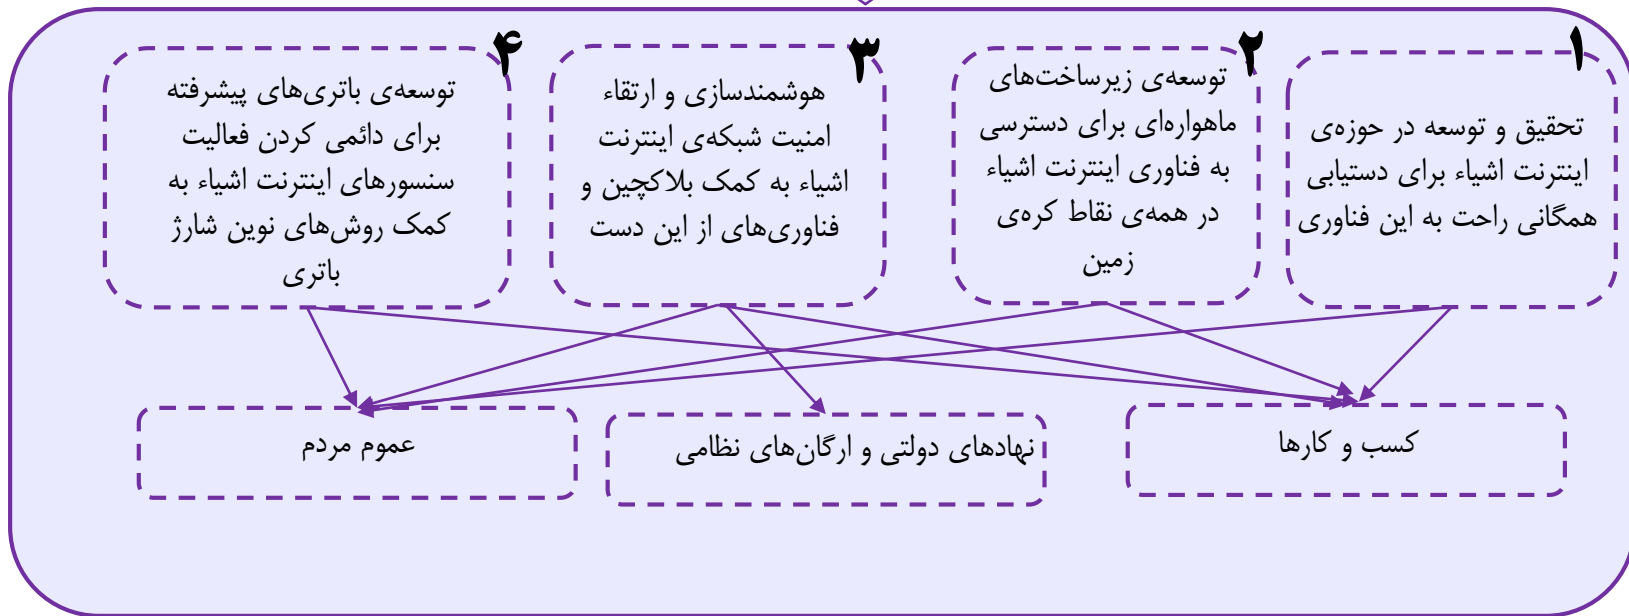 ۱
تحقیق و توسعه در حوزه‌ی
اینترنت اشیاء برای دستیابی
همگانی راحت به این فناوری
۲
توسعه‌ی زیرساخت‌های
ماهواره‌ای برای دسترسی
به فناوری اینترنت اشیاء
در همه‌ی نقاط کره‌ی
زمین
۳
هوشمندسازی و ارتقاء
امنیت شبکه‌ی اینترنت
اشیاء به کمک بلاکچین و
فناوری‌های از این دست
۴
توسعه‌ی باتری‌های پیشرفته
برای دائمی کردن فعالیت
سنسورهای اینترنت اشیاء به
کمک روش‌های نوین شارژ
باتری
کسب و کارها
نهادهای دولتی و ارگان‌های نظامی
عموم مردم